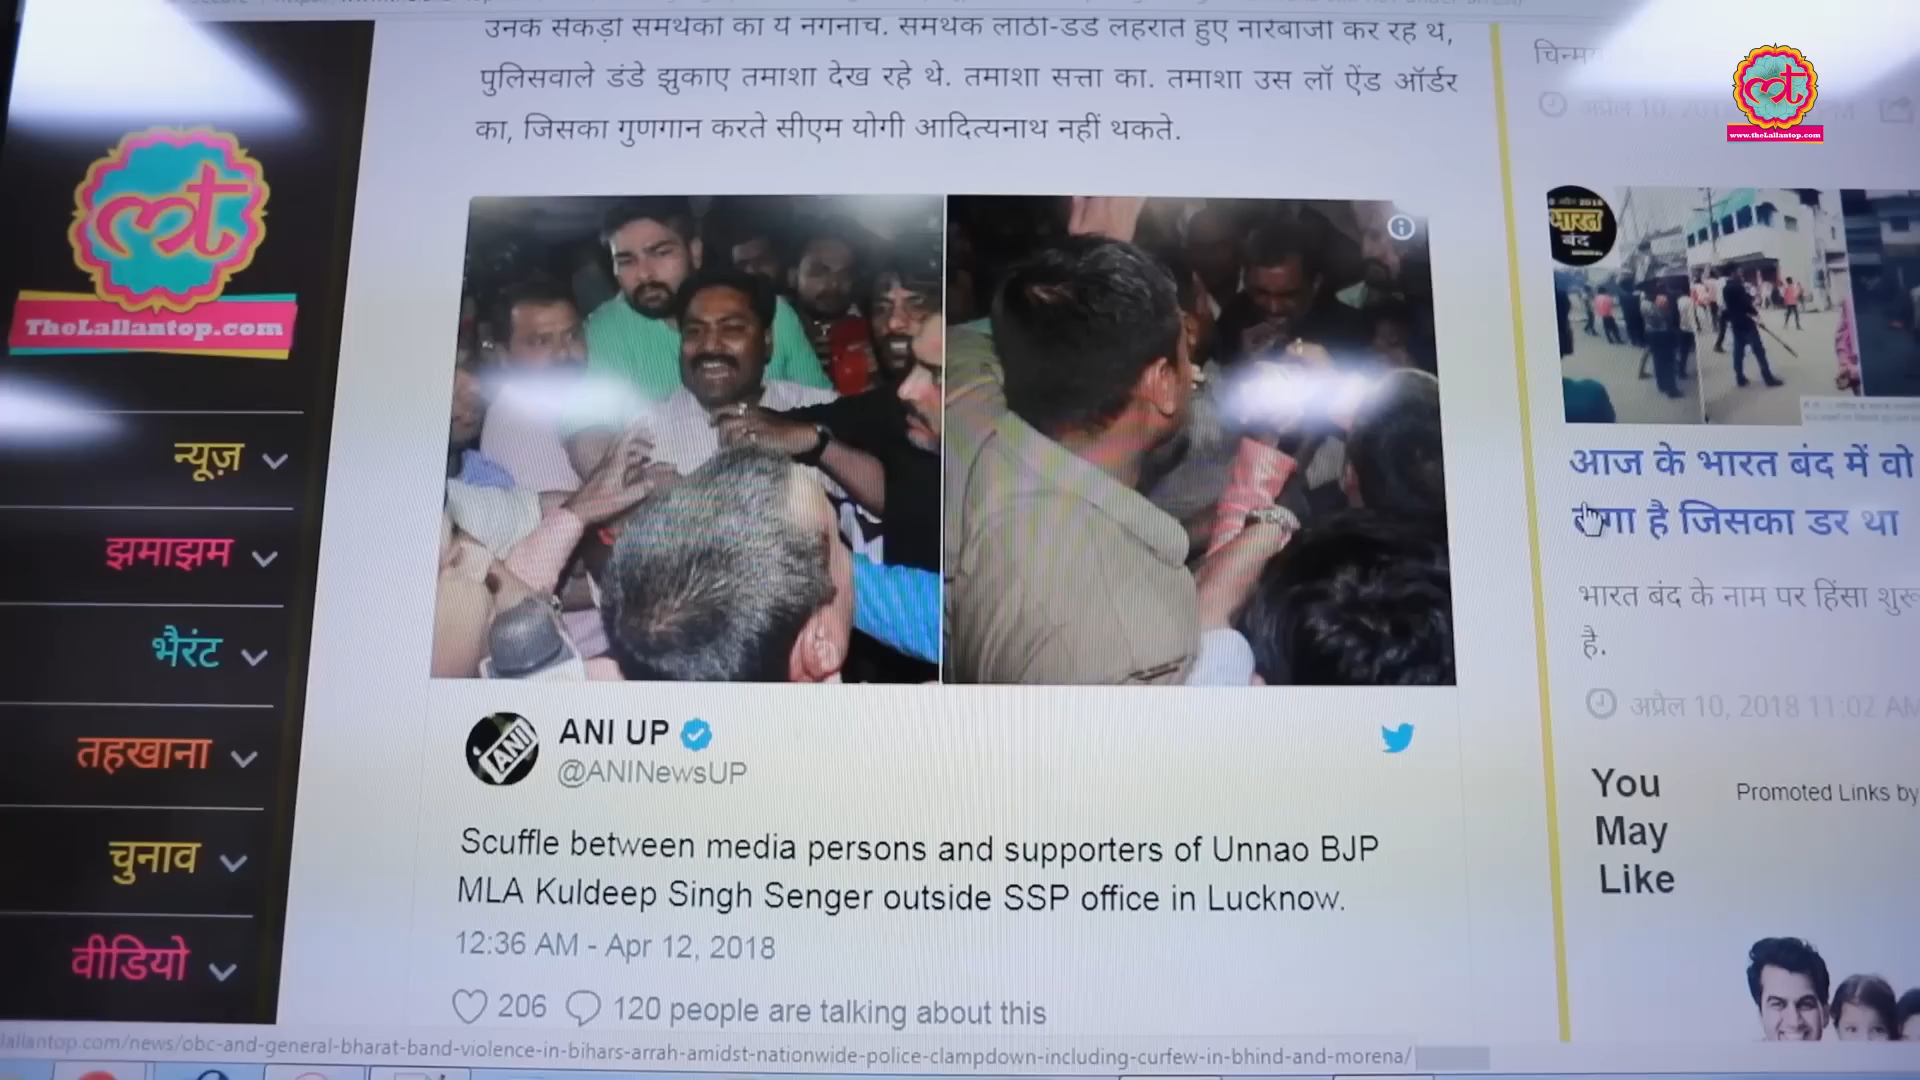 उनके सैकड़ों समर्थकों का ये नंगनाच. समर्थक लाठी-डंडे लहराते हुए नारेबाजी कर रहे थे,
पुलिसवाले डंडे झुकाए तमाशा देख रहे थे. तमाशा सत्ता का. तमाशा उस लॉ ऐंड ऑर्डर
का, जिसका गुणगान करते सीएम योगी आदित्यनाथ नहीं थकते.
TheLallantop.com
न्यूज़
झमाझम
भैरंट
तहखाना
चुनाव
वीडियो
ANI
ANI UP
@ANINewsUP
Scuffle between media persons and supporters of Unnao BJP
MLA Kuldeep Singh Senger outside SSP office in Lucknow.
12:36 AM - Apr 12, 2018
206 120 people are talking about this
www.theLallantop.com
भारत
बंद
आज के भारत बंद में वो
है जिसका डर था
भारत बंद के नाम पर हिंसा शुरू
है.
अप्रैल 10, 2018 11:02 AM
You
May
Like
Promoted Links by
lallantop.com/news/obc-and-general-bharat-band-violence-in-bihars-arrah-amidst-nationwide-police-clampdown-including-curfew-in-bhind-and-morena/